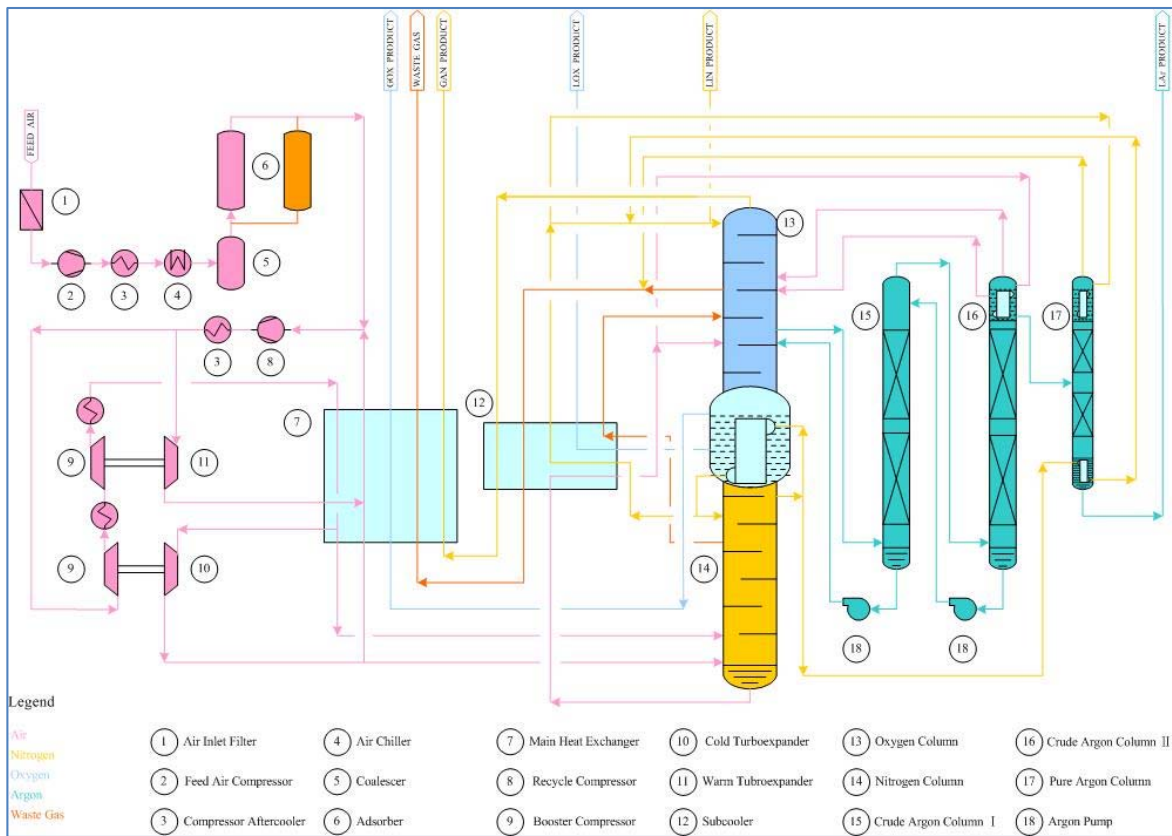 GOX PRODUCT
WASTE GAS
GAN PRODUCT
LOX PRODUCT
LIN PRODUCT
LAr PRODUCT
FEED AIR
1
2
3
4
5
6
3
8
9
11
9
10
7
12
13
14
15
16
17
18
18
Legend
Air
Nitrogen
Oxygen
Argon
Waste Gas
1 Air Inlet Filter
2 Feed Air Compressor
3 Compressor Aftercooler
4 Air Chiller
5 Coalescer
6 Adsorber
7 Main Heat Exchanger
8 Recycle Compressor
9 Booster Compressor
10 Cold Turboexpander
11 Warm Tubroexpander
12 Subcooler
13 Oxygen Column
14 Nitrogen Column
15 Crude Argon Column I
16 Crude Argon Column II
17 Pure Argon Column
18 Argon Pump